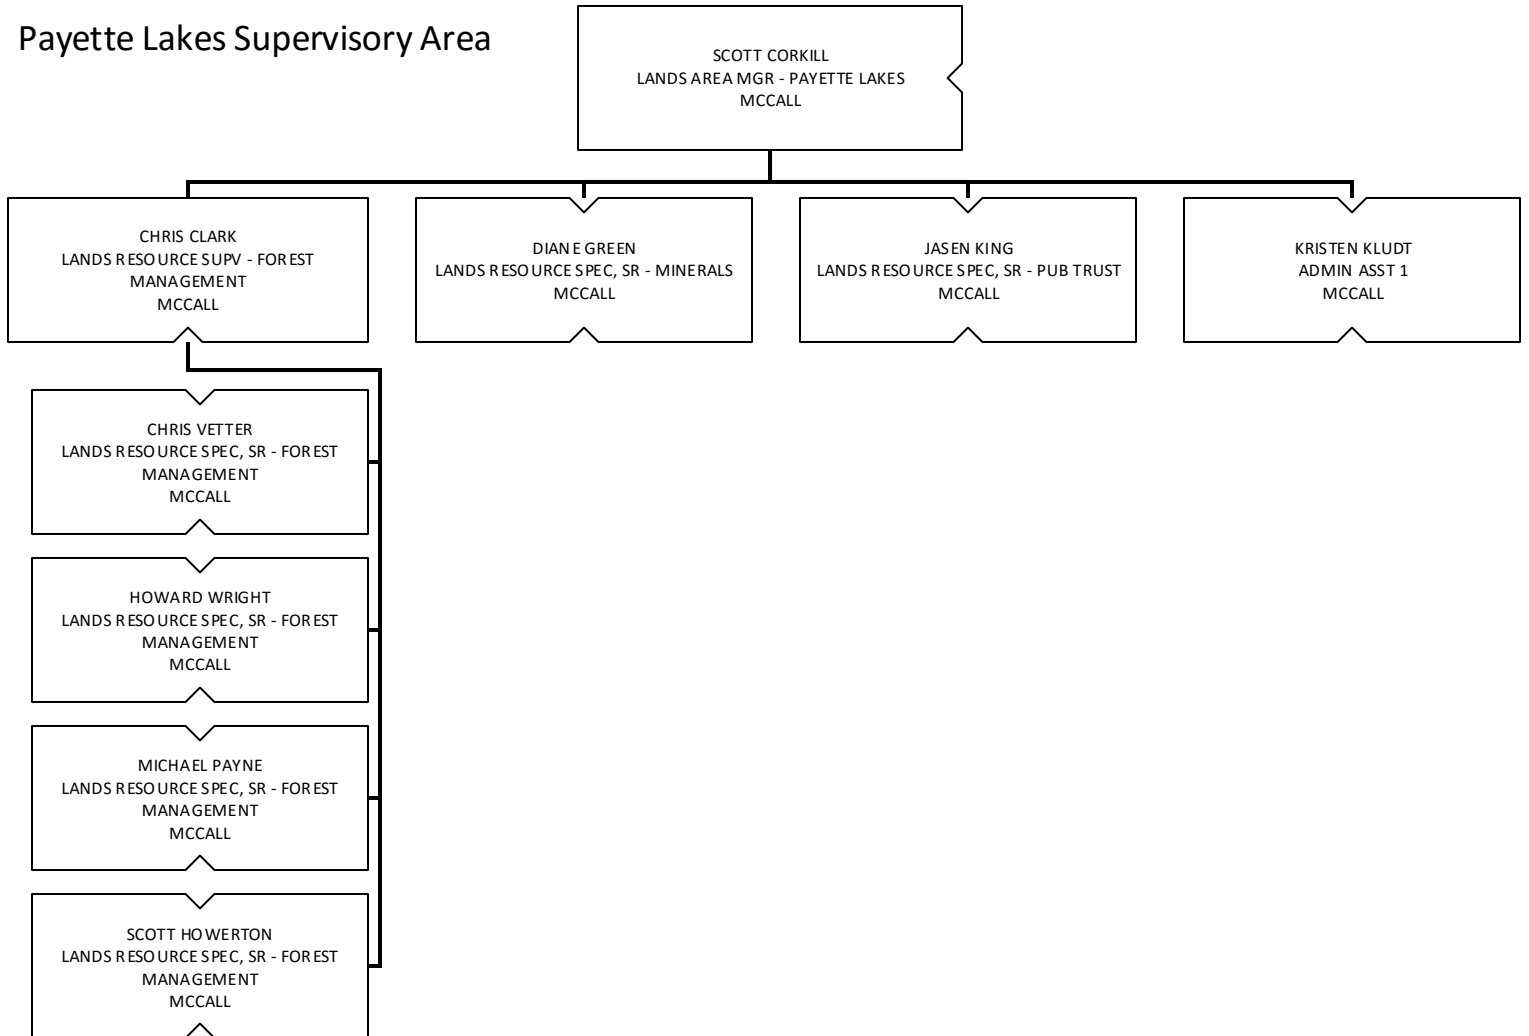 Payette Lakes Supervisory Area
SCOTT CORKILL
LANDS AREA MGR - PAYETTE LAKES
MCCALL
CHRIS CLARK
LANDS RESOURCE SUPV - FOREST
MANAGEMENT
MCCALL
DIANE GREEN
LANDS RESOURCE SPEC, SR - MINERALS
MCCALL
JASEN KING
LANDS RESOURCE SPEC, SR - PUB TRUST
MCCALL
KRISTEN KLUDT
ADMIN ASST 1
MCCALL
CHRIS VETTER
LANDS RESOURCE SPEC, SR - FOREST
MANAGEMENT
MCCALL
HOWARD WRIGHT
LANDS RESOURCE SPEC, SR - FOREST
MANAGEMENT
MCCALL
MICHAEL PAYNE
LANDS RESOURCE SPEC, SR - FOREST
MANAGEMENT
MCCALL
SCOTT HOWERTON
LANDS RESOURCE SPEC, SR - FOREST
MANAGEMENT
MCCALL